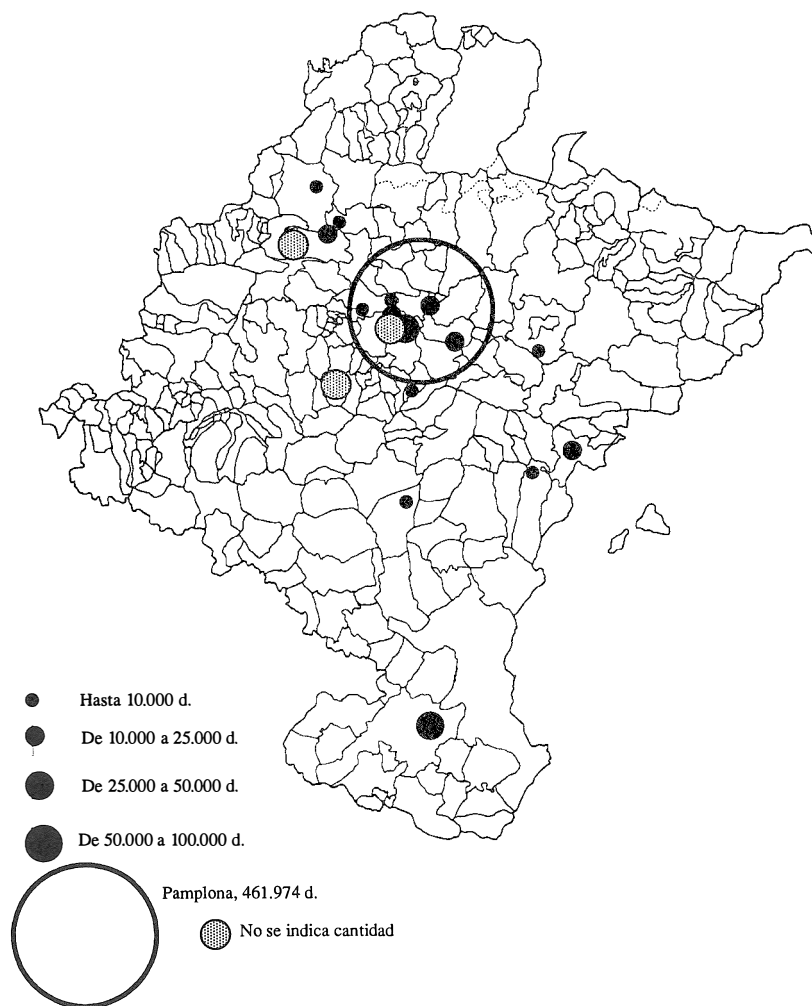 Hasta 10.000 d.
De 10.000 a 25.000 d.
De 25.000 a 50.000 d.
De 50.000 a 100.000 d.
Pamplona, 461.974 d.
No se indica cantidad